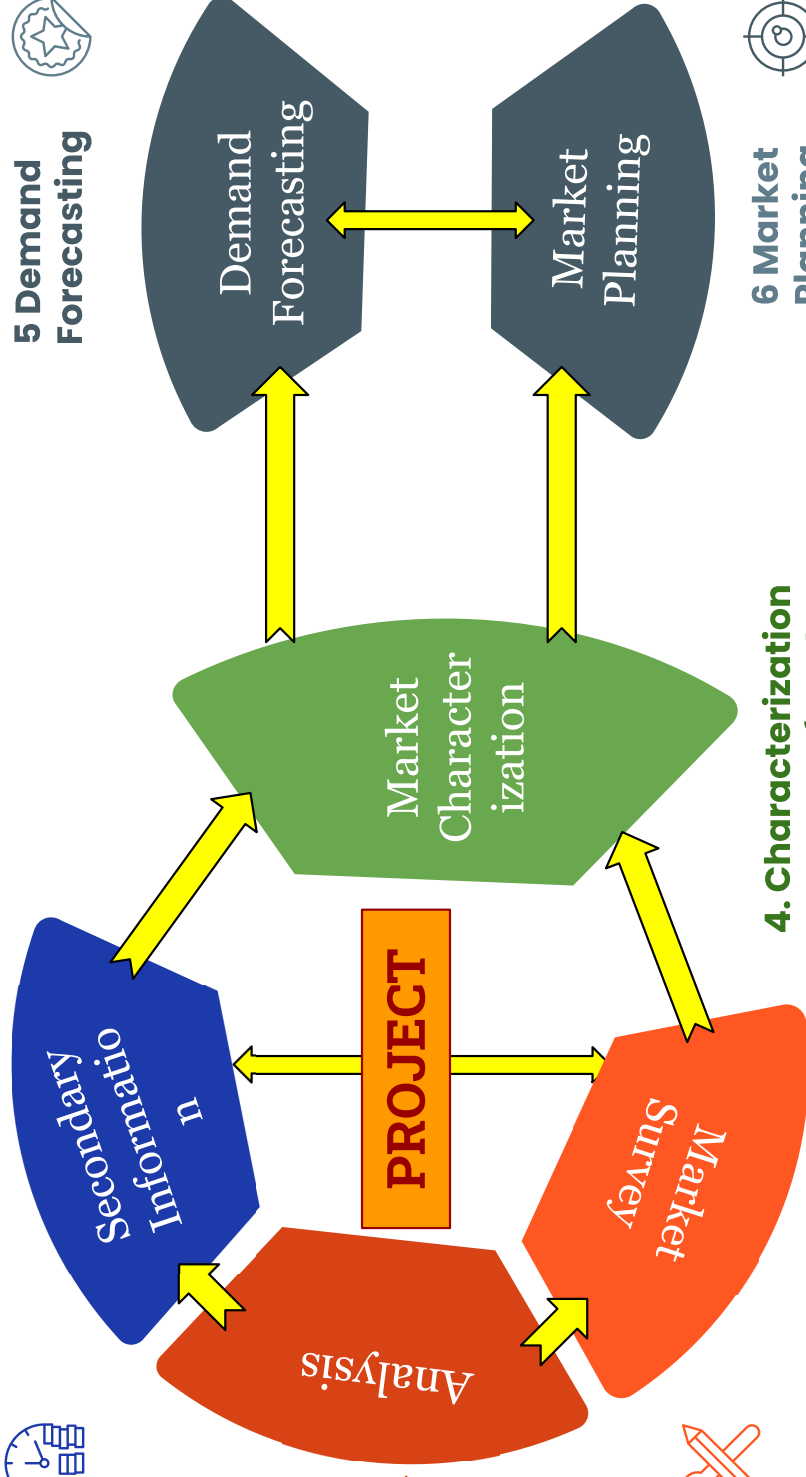 5 Demand
Forecasting
Demand
Forecasting
Market
Planning
6 Market
Planning
Market
Character
ization
4. Characterization
Secondary
Informatio
n
PROJECT
Market
Survey
Analysis